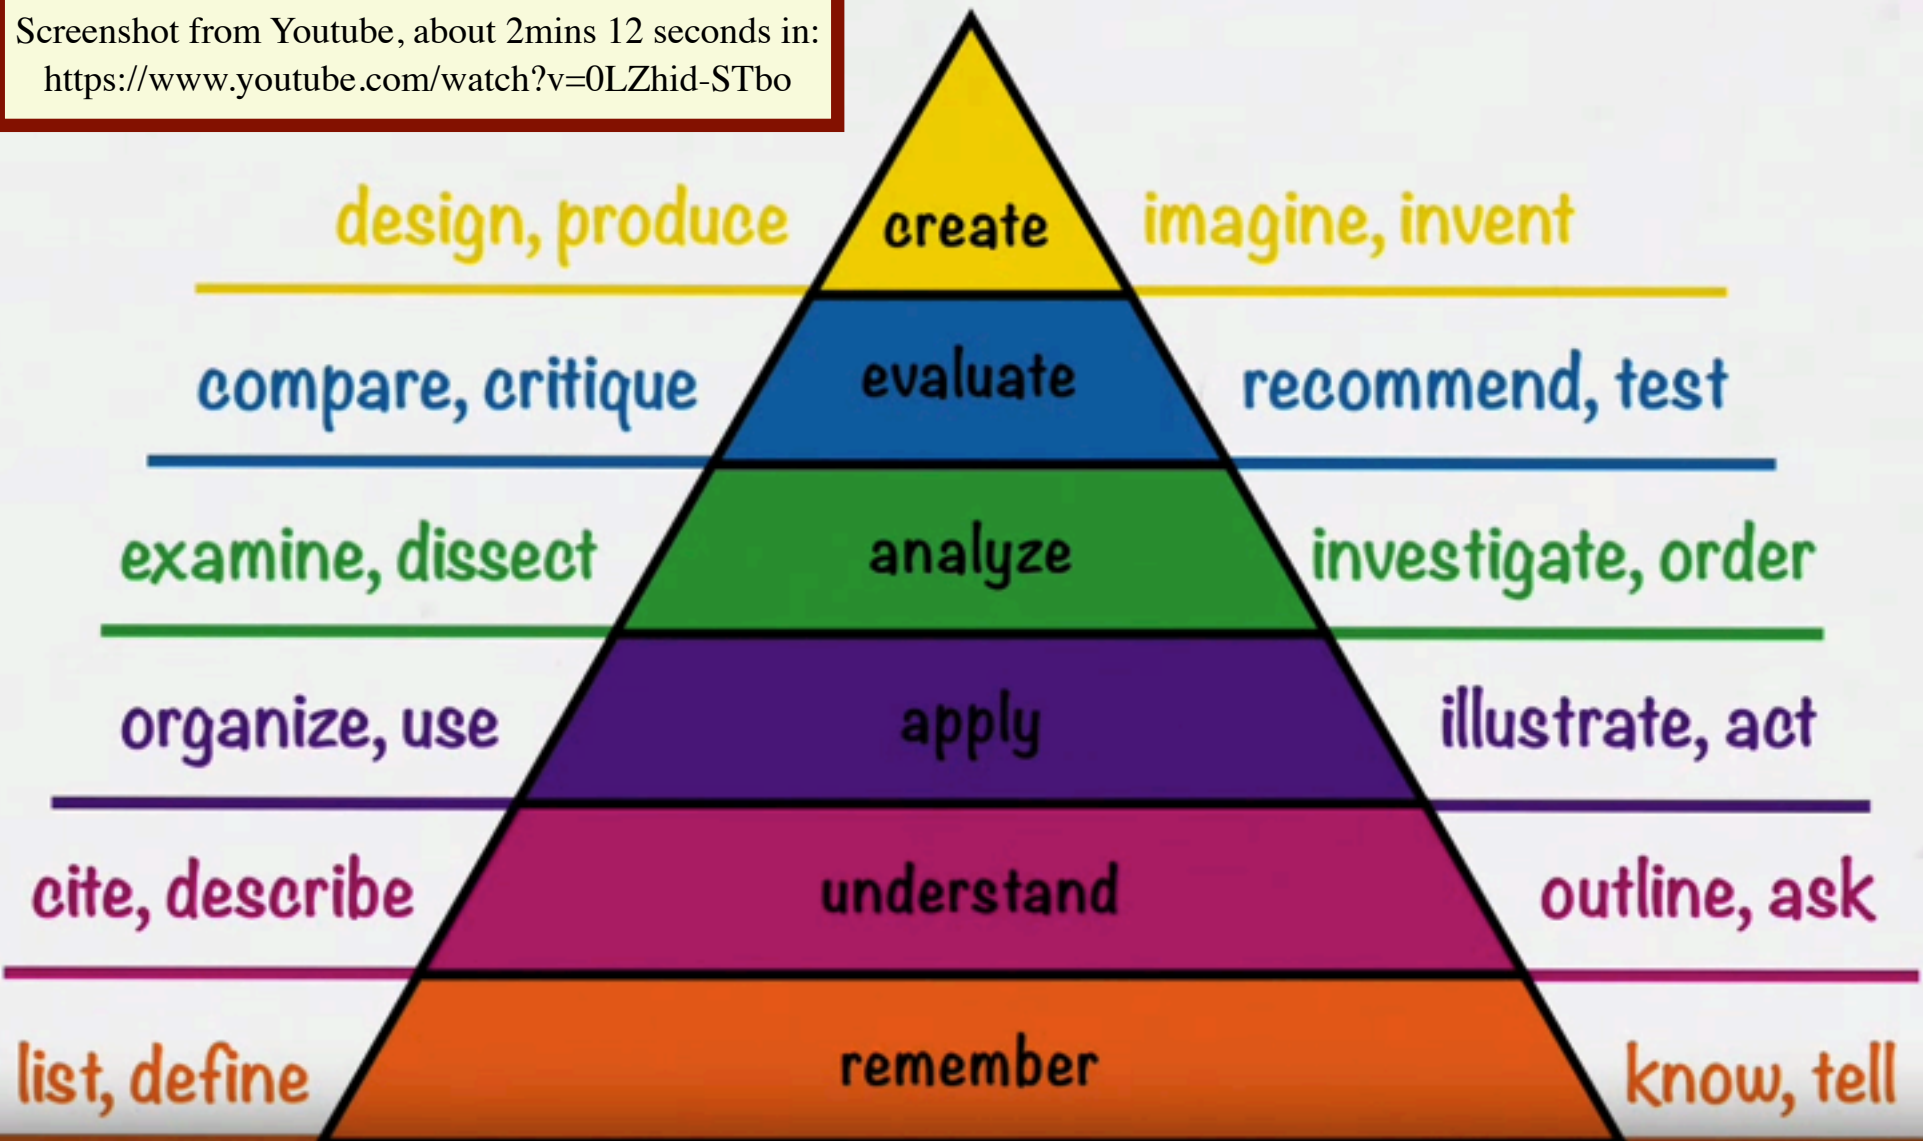 Screenshot from Youtube, about 2mins 12 seconds in:
https://www.youtube.com/watch?v=0LZhid-STbo
design, produce
create
imagine, invent
compare, critique
evaluate
recommend, test
examine, dissect
analyze
investigate, order
organize, use
apply
illustrate, act
cite, describe
understand
outline, ask
list, define
remember
know, tell